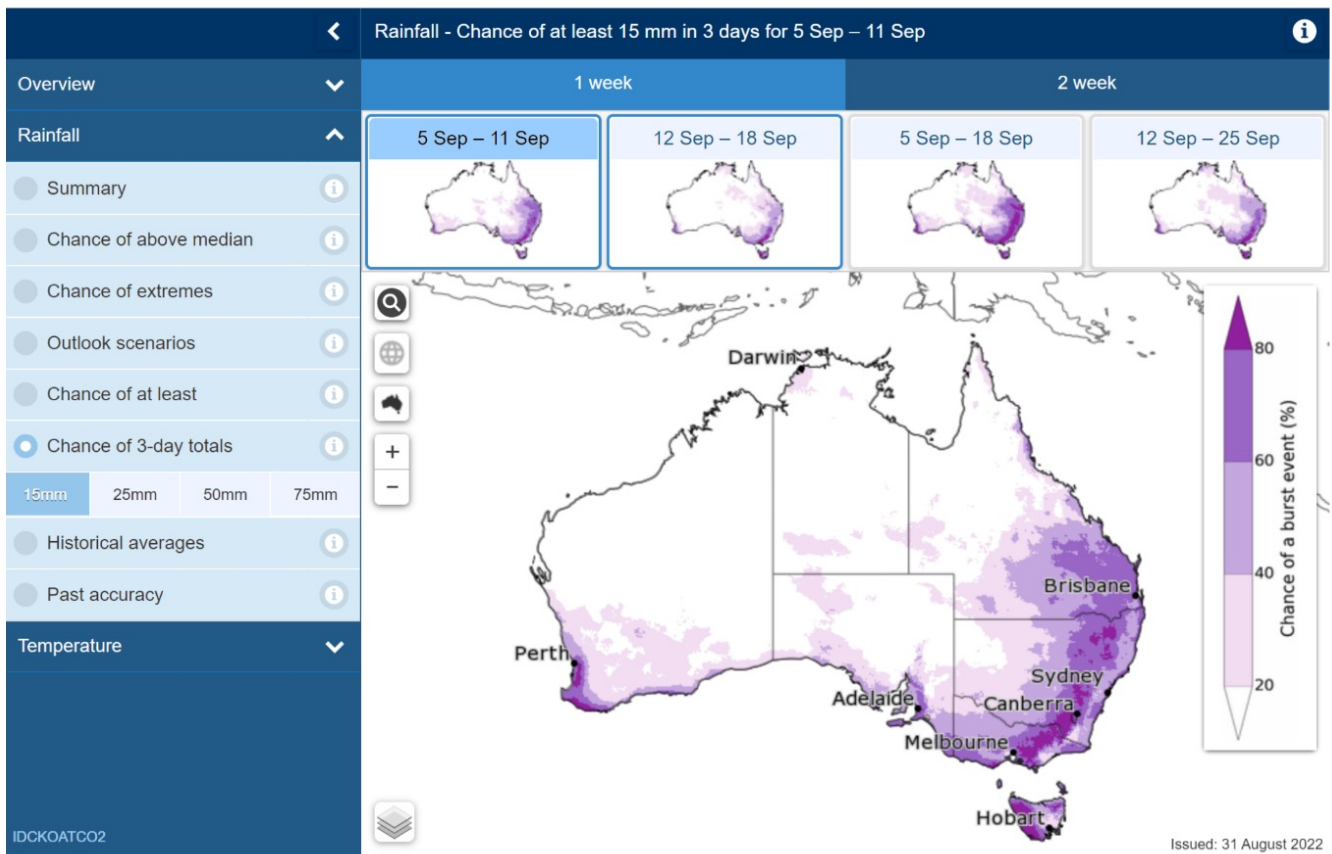 Rainfall - Chance of at least 15 mm in 3 days for 5 Sep – 11 Sep
Overview
Rainfall
Summary
Chance of above median
Chance of extremes
Outlook scenarios
Chance of at least
Chance of 3-day totals
15mm 25mm 50mm 75mm
Historical averages
Past accuracy
Temperature
IDCKOATCO2
1 week 2 week
5 Sep – 11 Sep 12 Sep – 18 Sep 5 Sep – 18 Sep 12 Sep – 25 Sep
+
−
Darwin
Brisbane
Perth
Sydney
Adelaide
Canberra
Melbourne
Hobart
80
60
40
20
Chance of a burst event (%)
Issued: 31 August 2022